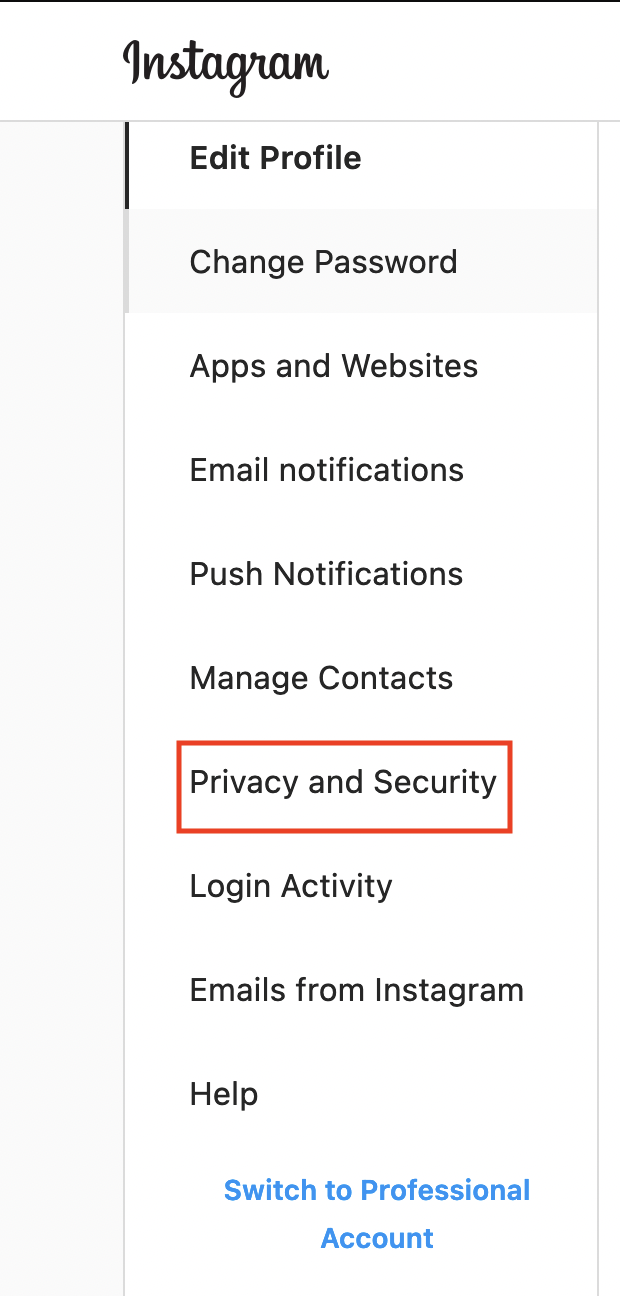 Instagram
Edit Profile
Change Password
Apps and Websites
Email notifications
Push Notifications
Manage Contacts
Privacy and Security
Login Activity
Emails from Instagram
Help
Switch to Professional
Account